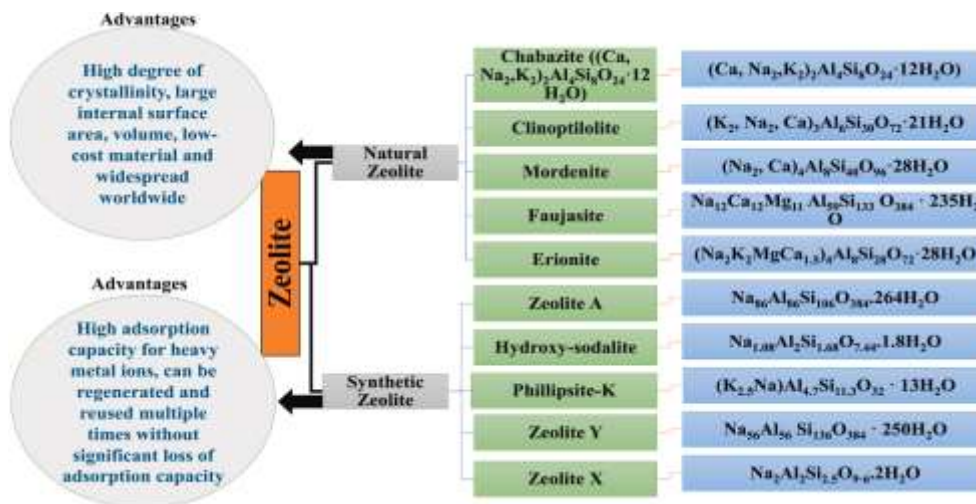 Advantages
High degree of
crystallinity, large
internal surface
area, volume, low-
cost material and
widespread
worldwide
Advantages
High adsorption
capacity for heavy
metal ions, can be
regenerated and
reused multiple
times without
significant loss of
adsorption capacity
Zeolite
Natural
Zeolite
Synthetic
Zeolite
Chabazite ((Ca,
Na₂,K₂)₂Al₄Si₈O₂₄·12
H₂O)
(Ca, Na₂,K₂)₂Al₄Si₈O₂₄·12H₂O)
Clinoptilolite
(K₂, Na₂, Ca)₃Al₆Si₃₀O₇₂·21H₂O
Mordenite
(Na₂, Ca)₄Al₈Si₄₀O₉₆·28H₂O
Faujasite
Na₁₂Ca₁₂Mg₁₁ Al₅₉Si₁₃₃ O₃₈₄ · 235H₂
O
Erionite
(Na₂K₂MgCa₁.₅)₄Al₈Si₂₈O₇₂·28H₂O
Zeolite A
Na₈₆Al₈₆Si₁₀₆O₃₈₄.264H₂O
Hydroxy-sodalite
Na₁.₀₈Al₂Si₁.₆₈O₇.₄₄.1.8H₂O
Phillipsite-K
(K₂.₅Na)Al₄.₇Si₁₁.₃O₃₂ · 13H₂O
Zeolite Y
Na₅₆Al₅₆ Si₁₃₆O₃₈₄ · 250H₂O
Zeolite X